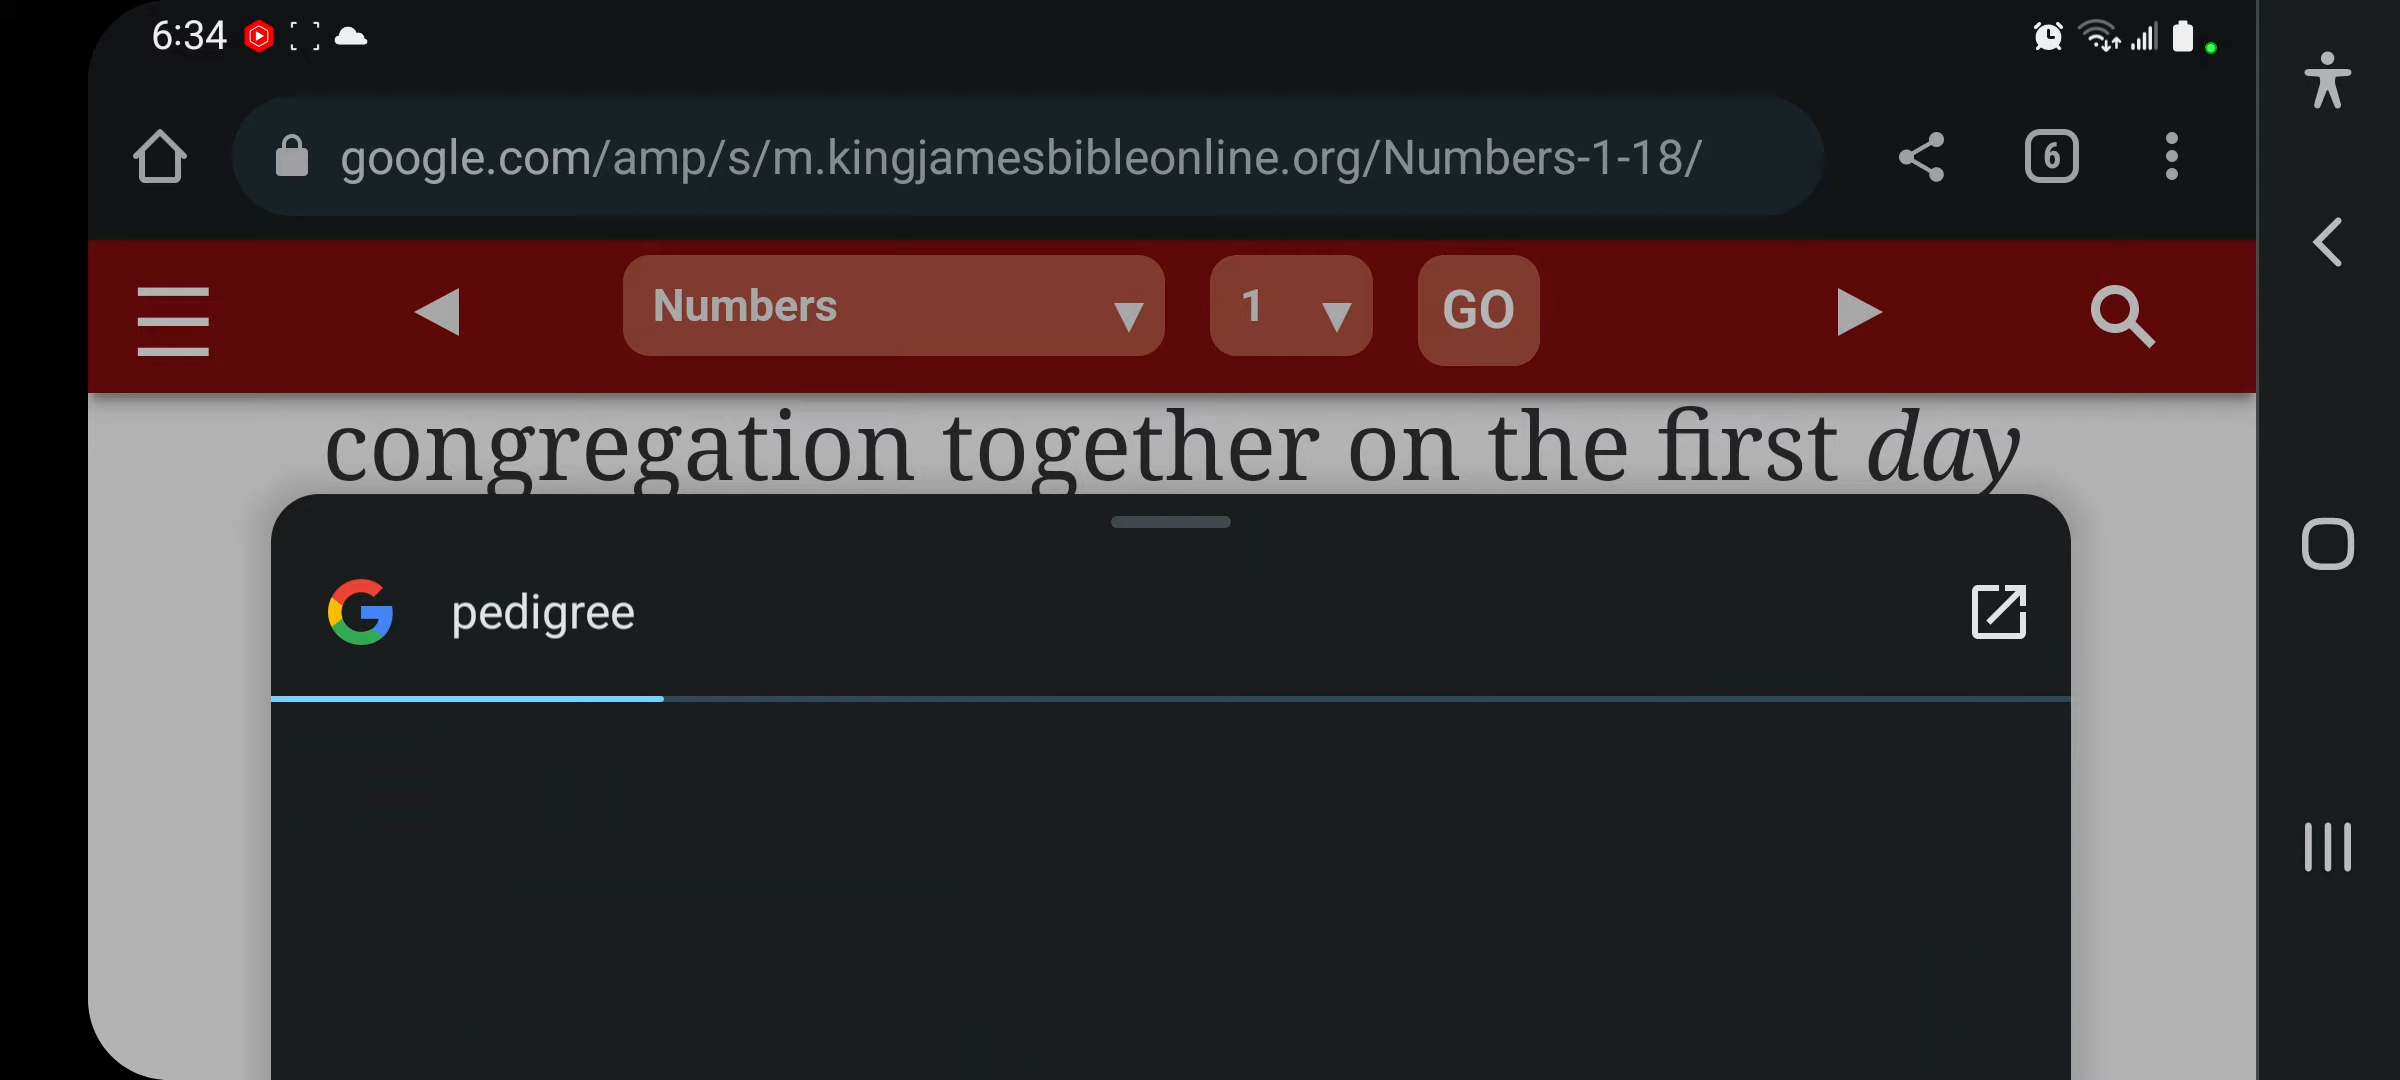 6:34
google.com/amp/s/m.kingjamesbibleonline.org/Numbers-1-18/
6
Numbers
1
GO
congregation together on the first day
pedigree